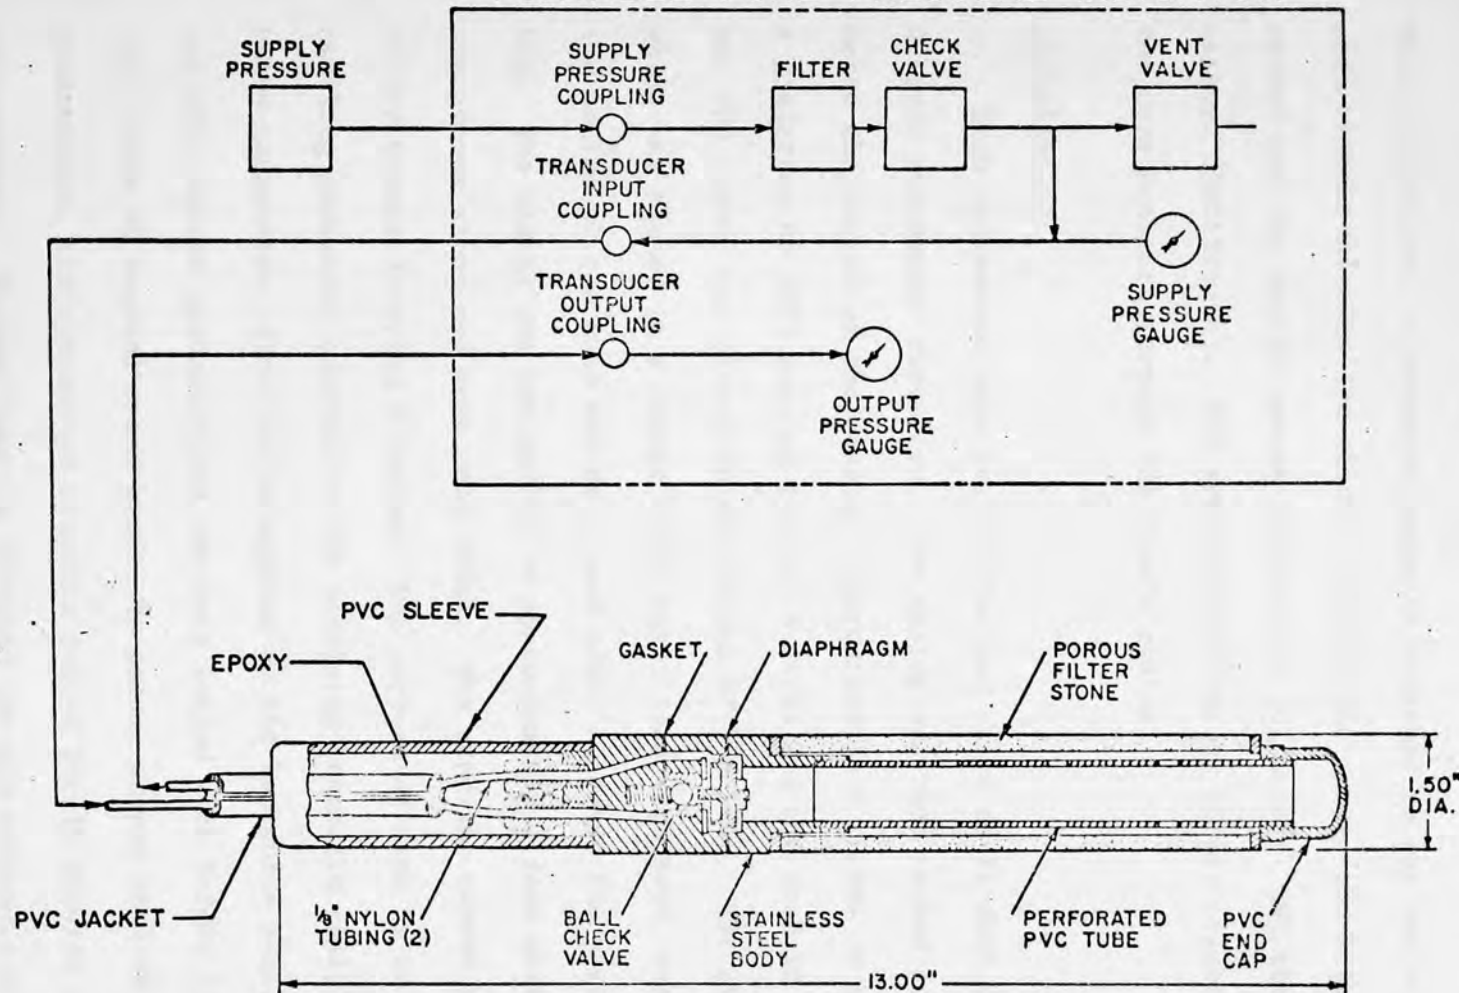 SUPPLY
PRESSURE
SUPPLY
PRESSURE
COUPLING
FILTER
CHECK
VALVE
VENT
VALVE
TRANSDUCER
INPUT
COUPLING
TRANSDUCER
OUTPUT
COUPLING
SUPPLY
PRESSURE
GAUGE
OUTPUT
PRESSURE
GAUGE
PVC SLEEVE
EPOXY
GASKET
DIAPHRAGM
POROUS
FILTER
STONE
1.50"
DIA.
PVC JACKET
1/8" NYLON
TUBING (2)
BALL
CHECK
VALVE
STAINLESS
STEEL
BODY
PERFORATED
PVC TUBE
PVC
END
CAP
13.00"